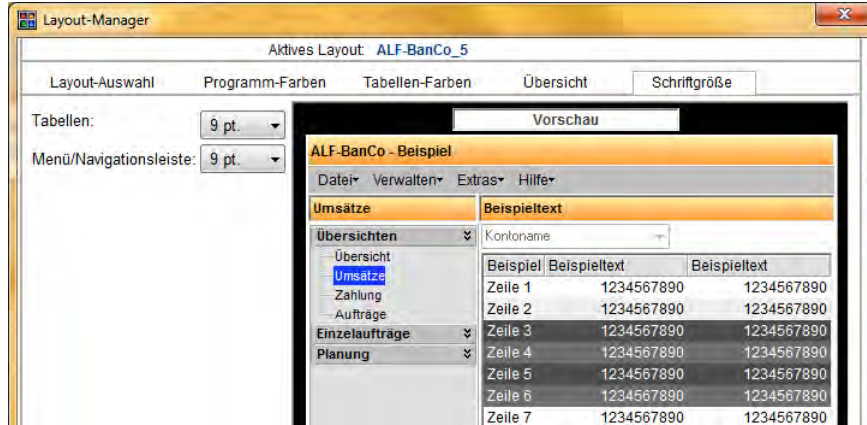 Layout-Manager
Aktives Layout: ALF-BanCo_5
Layout-Auswahl Programm-Farben Tabellen-Farben Übersicht Schriftgröße
Tabellen: 9 pt.
Menü/Navigationsleiste: 9 pt.
Vorschau
ALF-BanCo - Beispiel
Datei Verwalten Extras Hilfe
Umsätze Beispieltext
Übersichten
Übersicht
Umsätze
Zahlung
Aufträge
Einzelaufträge
Planung
Kontoname
Beispiel Beispieltext Beispieltext
Zeile 1 1234567890 1234567890
Zeile 2 1234567890 1234567890
Zeile 3 1234567890 1234567890
Zeile 4 1234567890 1234567890
Zeile 5 1234567890 1234567890
Zeile 6 1234567890 1234567890
Zeile 7 1234567890 1234567890